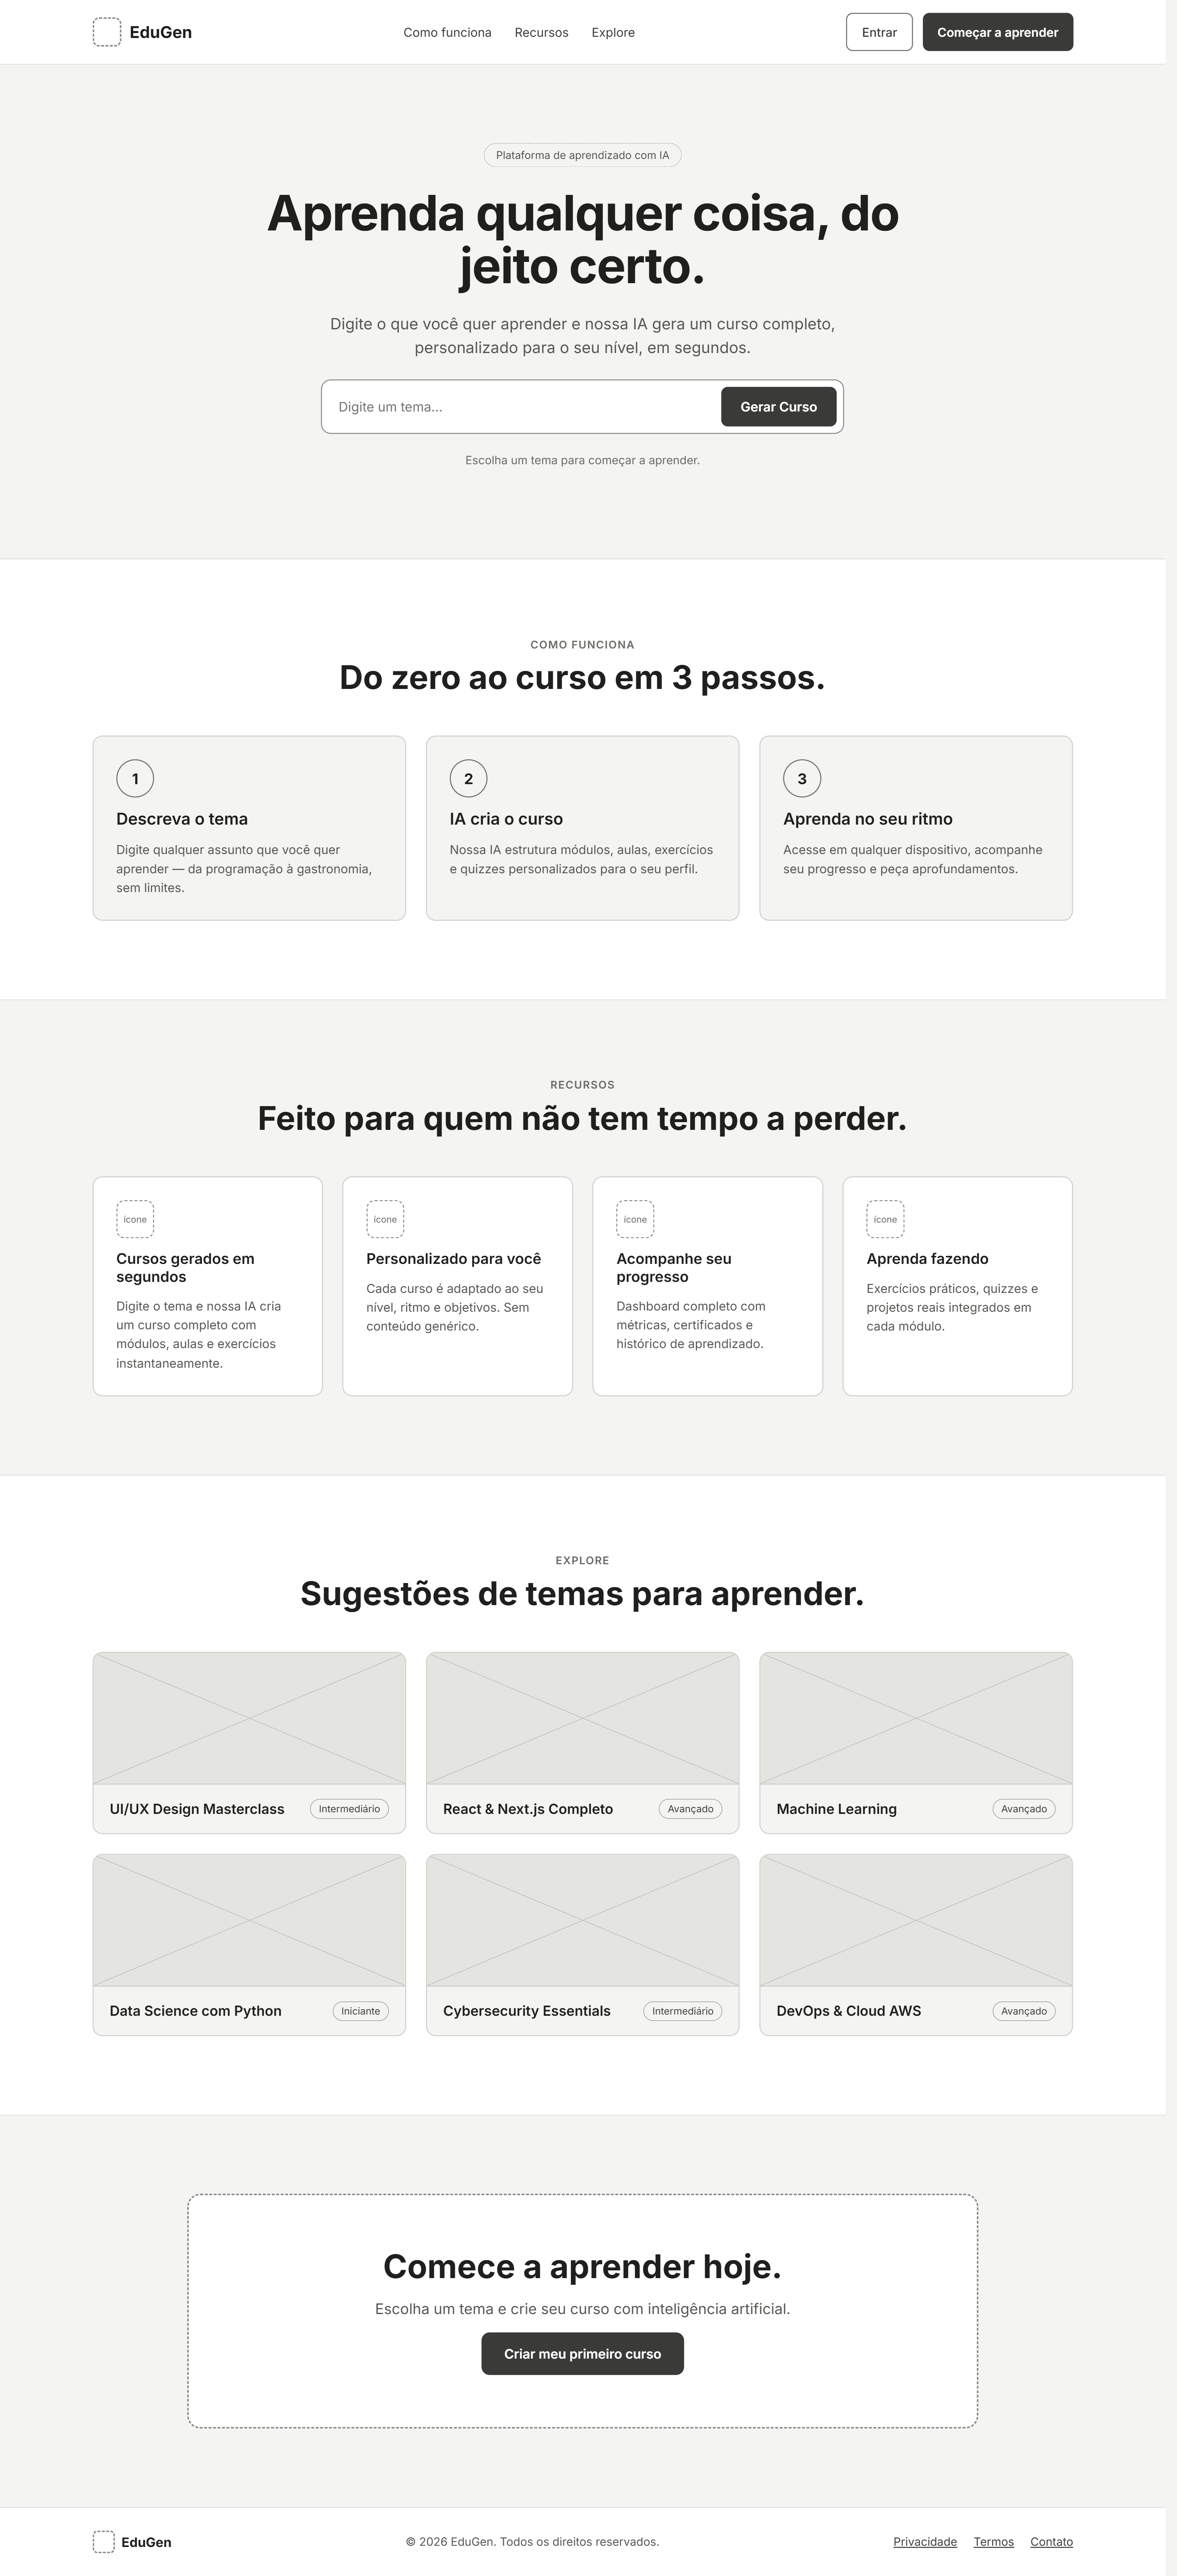 EduGen
Como funciona
Recursos
Explore
Entrar
Começar a aprender
Plataforma de aprendizado com IA
Aprenda qualquer coisa, do
jeito certo.
Digite o que você quer aprender e nossa IA gera um curso completo,
personalizado para o seu nível, em segundos.
Digite um tema...
Gerar Curso
Escolha um tema para começar a aprender.
COMO FUNCIONA
Do zero ao curso em 3 passos.
1
Descreva o tema
Digite qualquer assunto que você quer
aprender — da programação à gastronomia,
sem limites.
2
IA cria o curso
Nossa IA estrutura módulos, aulas, exercícios
e quizzes personalizados para o seu perfil.
3
Aprenda no seu ritmo
Acesse em qualquer dispositivo, acompanhe
seu progresso e peça aprofundamentos.
RECURSOS
Feito para quem não tem tempo a perder.
ícone
Cursos gerados em
segundos
Digite o tema e nossa IA cria
um curso completo com
módulos, aulas e exercícios
instantaneamente.
ícone
Personalizado para você
Cada curso é adaptado ao seu
nível, ritmo e objetivos. Sem
conteúdo genérico.
ícone
Acompanhe seu
progresso
Dashboard completo com
métricas, certificados e
histórico de aprendizado.
ícone
Aprenda fazendo
Exercícios práticos, quizzes e
projetos reais integrados em
cada módulo.
EXPLORE
Sugestões de temas para aprender.
UI/UX Design Masterclass
Intermediário
React & Next.js Completo
Avançado
Machine Learning
Avançado
Data Science com Python
Iniciante
Cybersecurity Essentials
Intermediário
DevOps & Cloud AWS
Avançado
Comece a aprender hoje.
Escolha um tema e crie seu curso com inteligência artificial.
Criar meu primeiro curso
EduGen
© 2026 EduGen. Todos os direitos reservados.
Privacidade
Termos
Contato